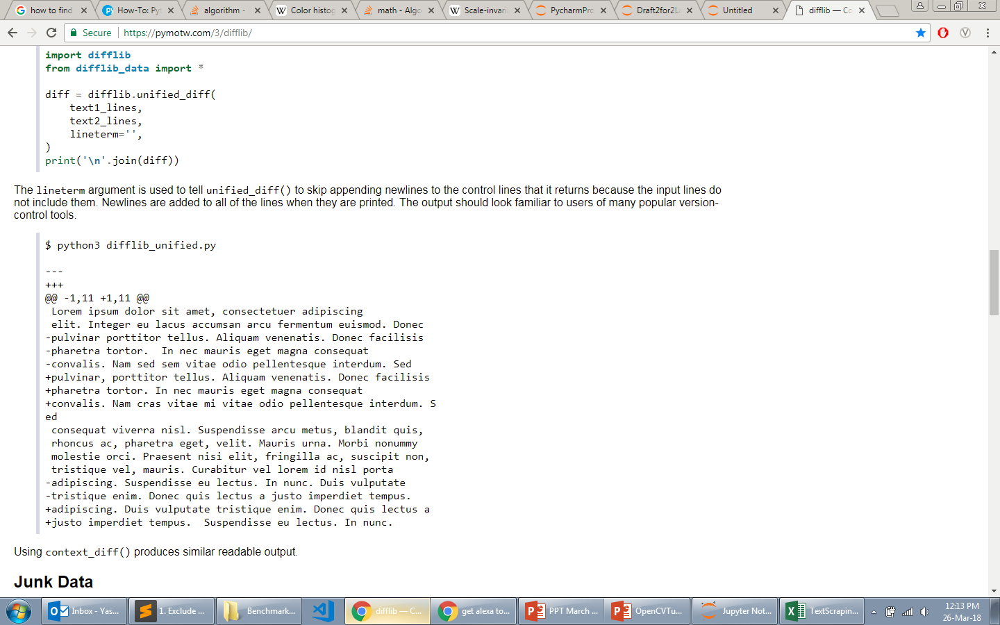 how to find
How-To: Py
algorithm -
Color histog
math - Algo
Scale-invari
PycharmPro
Draft2for2L
Untitled
difflib — Co
Secure
https://pymotw.com/3/difflib/
import difflib
from difflib_data import *
diff = difflib.unified_diff(
text1_lines,
text2_lines,
lineterm='',
)
print('\n'.join(diff))
The lineterm argument is used to tell unified_diff() to skip appending newlines to the control lines that it returns because the input lines do
not include them. Newlines are added to all of the lines when they are printed. The output should look familiar to users of many popular version-
control tools.
$ python3 difflib_unified.py
---
+++
@@ -1,11 +1,11 @@
Lorem ipsum dolor sit amet, consectetuer adipiscing
elit. Integer eu lacus accumsan arcu fermentum euismod. Donec
-pulvinar porttitor tellus. Aliquam venenatis. Donec facilisis
-pharetra tortor.  In nec mauris eget magna consequat
-convalis. Nam sed sem vitae odio pellentesque interdum. Sed
+pulvinar, porttitor tellus. Aliquam venenatis. Donec facilisis
+pharetra tortor. In nec mauris eget magna consequat
+convalis. Nam cras vitae mi vitae odio pellentesque interdum. S
ed
consequat viverra nisl. Suspendisse arcu metus, blandit quis,
rhoncus ac, pharetra eget, velit. Mauris urna. Morbi nonummy
molestie orci. Praesent nisi elit, fringilla ac, suscipit non,
tristique vel, mauris. Curabitur vel lorem id nisl porta
-adipiscing. Suspendisse eu lectus. In nunc. Duis vulputate
-tristique enim. Donec quis lectus a justo imperdiet tempus.
+adipiscing. Duis vulputate tristique enim. Donec quis lectus a
+justo imperdiet tempus.  Suspendisse eu lectus. In nunc.
Using context_diff() produces similar readable output.
Junk Data
Inbox - Yas...
1. Exclude ...
Benchmark...
difflib — C...
get alexa to...
PPT March ...
OpenCVTu...
Jupyter Not...
TextScrapin...
12:13 PM
26-Mar-18